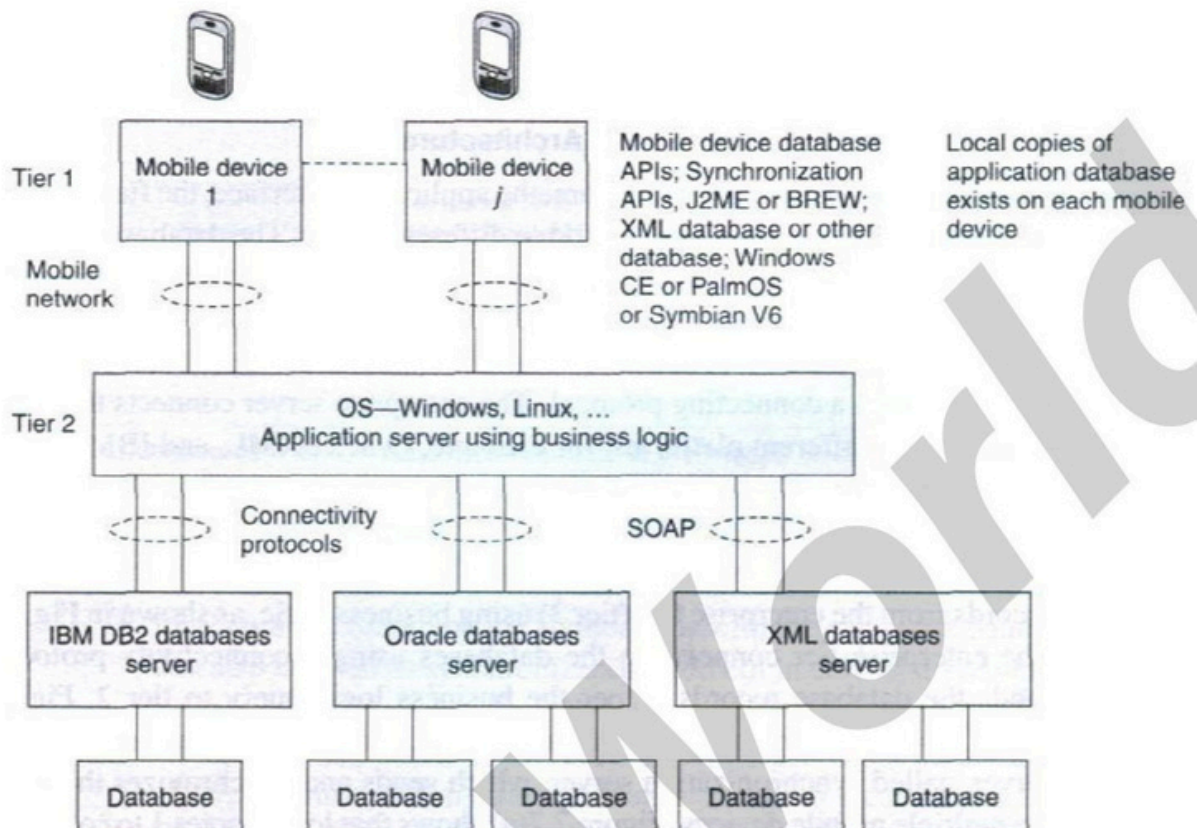 Tier 1
Mobile device
1
Mobile device
j
Mobile device database
APIs; Synchronization
APIs, J2ME or BREW;
XML database or other
database; Windows
CE or PalmOS
or Symbian V6
Local copies of
application database
exists on each mobile
device
Mobile
network
Tier 2
OS—Windows, Linux, ....
Application server using business logic
Connectivity
protocols
SOAP
IBM DB2 databases
server
Oracle databases
server
XML databases
server
Database
Database
Database
Database
Database
World